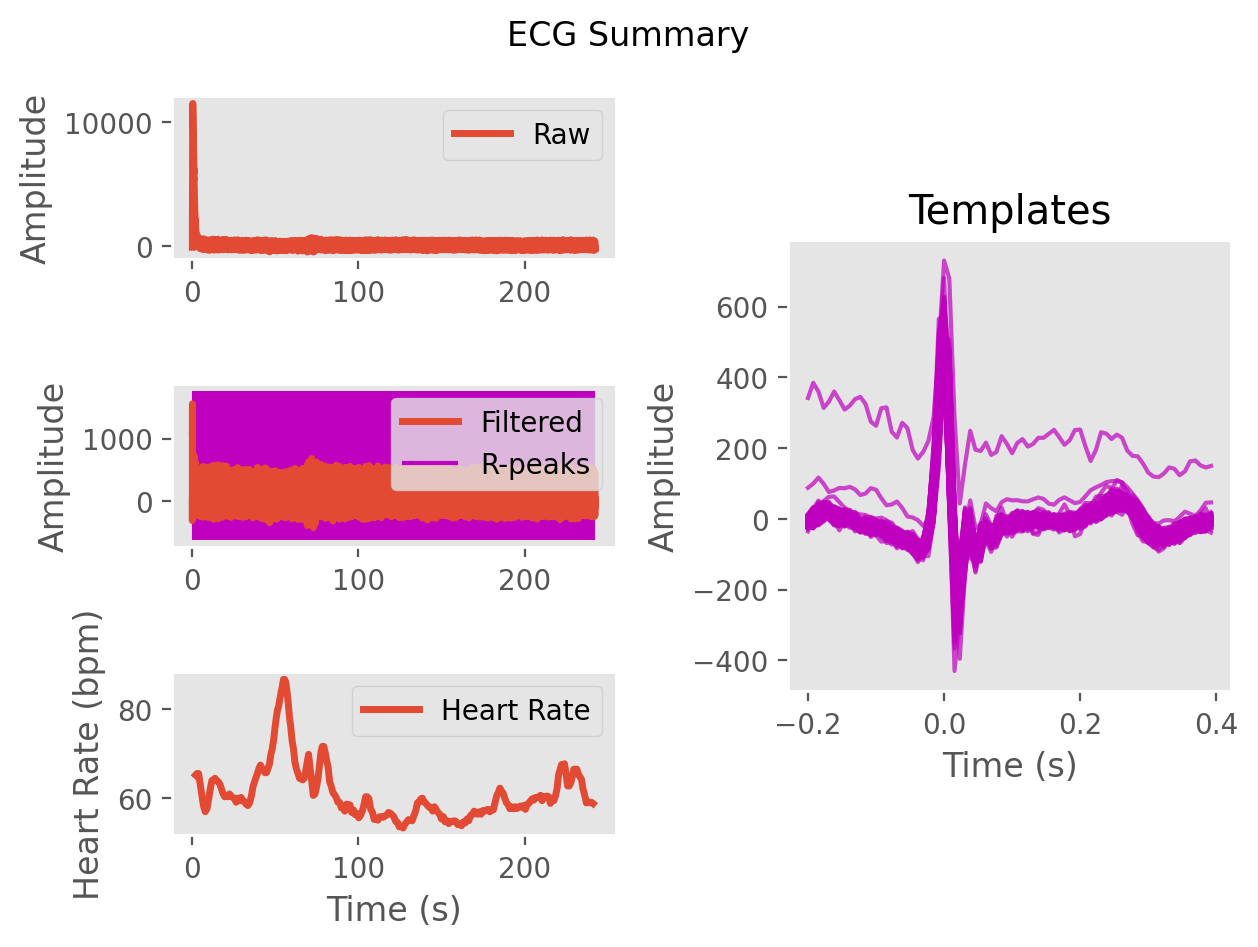 ECG Summary
Amplitude
10000
0
Raw
0 100 200
Amplitude
1000
0
Filtered
R-peaks
0 100 200
Heart Rate (bpm)
80
60
Heart Rate
0 100 200
Time (s)
Templates
Amplitude
600
400
200
0
−200
−400
−0.2 0.0 0.2 0.4
Time (s)